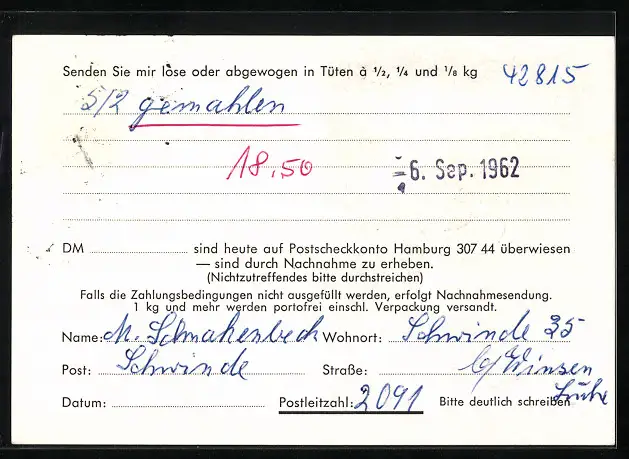 Senden Sie mir lose oder abgewogen in Tüten à ½, ¼ und ⅛ kg 42815
5/2 gemahlen
18.50 6. Sep. 1962
DM sind heute auf Postscheckkonto Hamburg 307 44 überwiesen
— sind durch Nachnahme zu erheben.
(Nichtzutreffendes bitte durchstreichen)
Falls die Zahlungsbedingungen nicht ausgefüllt werden, erfolgt Nachnahmesendung.
1 kg und mehr werden portofrei einschl. Verpackung versandt.
Name: M. Schmahenbeck Wohnort: Schwinde 35
Post: Schwinde Straße: b/Winsen
Luhe
Datum: Postleitzahl: 2091 Bitte deutlich schreiben